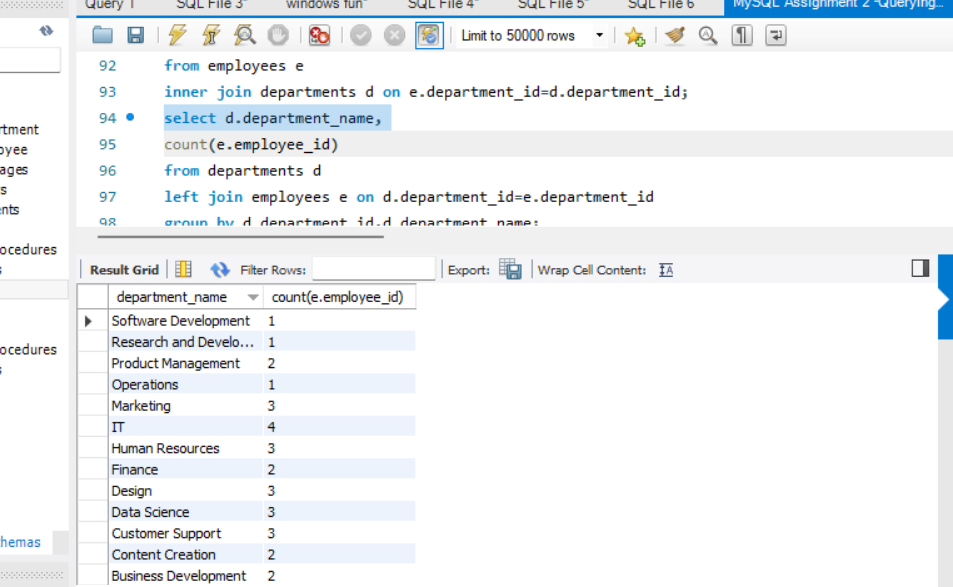 Query 1 SQL File 3* windows fun* SQL File 4* SQL File 5* SQL File 6 MySQL Assignment 2 -Querying...
Limit to 50000 rows
92 from employees e
93 inner join departments d on e.department_id=d.department_id;
94 select d.department_name,
95 count(e.employee_id)
96 from departments d
97 left join employees e on d.department_id=e.department_id
98 group by d.department_id,d.department_name;
rtment
oyee
ages
s
nts
ocedures
s
ocedures
s
hemas
Result Grid Filter Rows: Export: Wrap Cell Content: IA
department_name count(e.employee_id)
Software Development 1
Research and Develo... 1
Product Management 2
Operations 1
Marketing 3
IT 4
Human Resources 3
Finance 2
Design 3
Data Science 3
Customer Support 3
Content Creation 2
Business Development 2